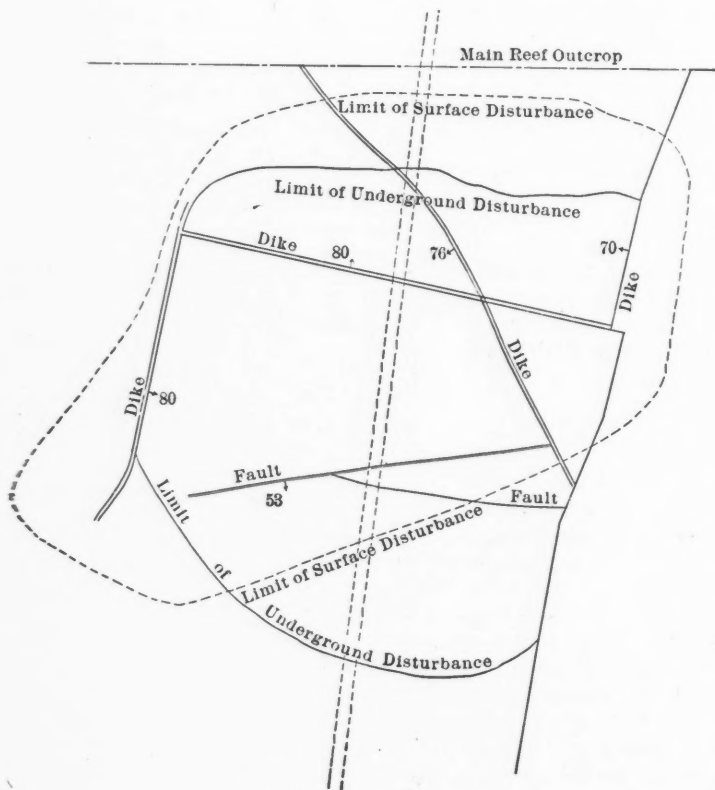 Main Reef Outcrop
Limit of Surface Disturbance
Limit of Underground Disturbance
Dike
80
76
70
Dike
Dike
Dike
80
Fault
53
Fault
Limit of Underground Disturbance
Limit of Surface Disturbance